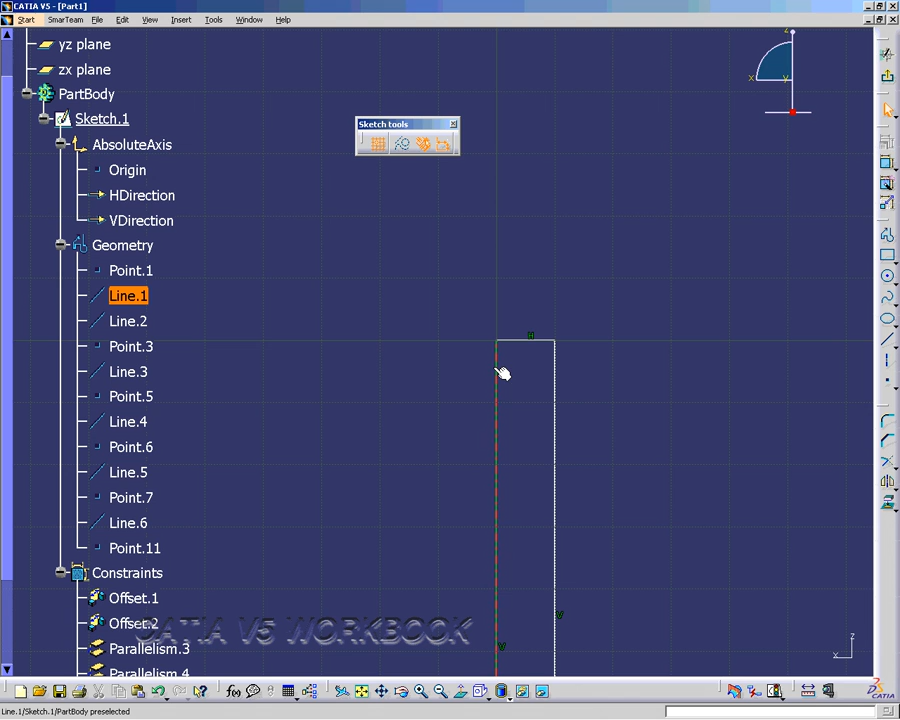 CATIA V5 - [Part1]
Start SmarTeam File Edit View Insert Tools Window Help
yz plane
zx plane
PartBody
Sketch.1
AbsoluteAxis
Origin
HDirection
VDirection
Geometry
Point.1
Line.1
Line.2
Point.3
Line.3
Point.5
Line.4
Point.6
Line.5
Point.7
Line.6
Point.11
Constraints
Offset.1
Offset.2
Parallelism.3
Parallelism.4
Sketch tools
z
x
y
H
V
V
z
x
CATIA V5 WORKBOOK
f(x)
CATIA
Line.1/Sketch.1/PartBody preselected